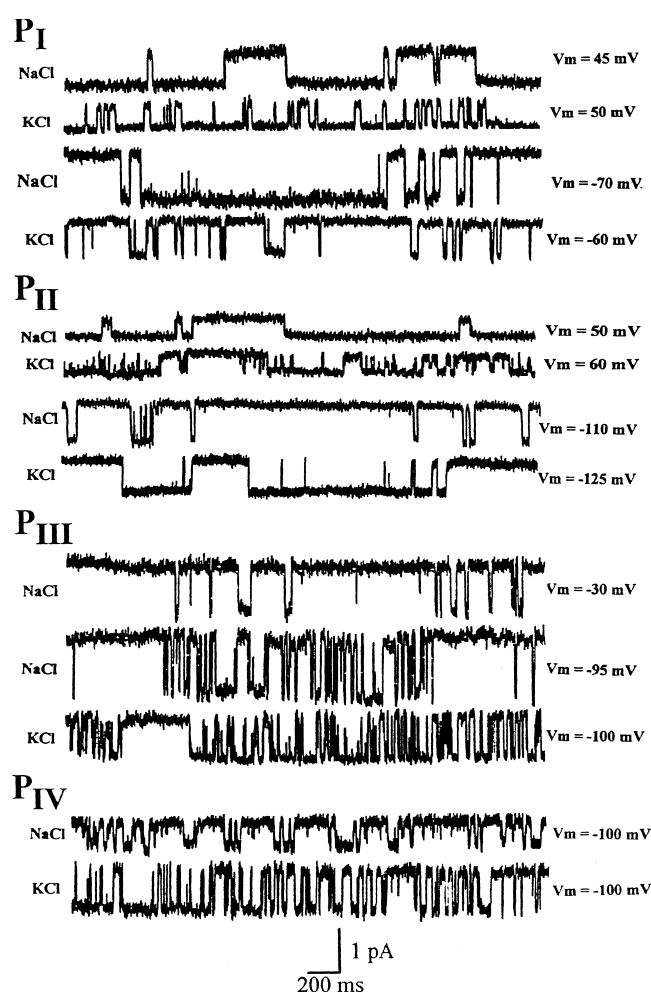 PI
NaCl Vm = 45 mV
KCl Vm = 50 mV
NaCl Vm = -70 mV.
KCl Vm = -60 mV
PII
NaCl Vm = 50 mV
KCl Vm = 60 mV
NaCl Vm = -110 mV
KCl Vm = -125 mV
PIII
NaCl Vm = -30 mV
NaCl Vm = -95 mV
KCl Vm = -100 mV
PIV
NaCl Vm = -100 mV
KCl Vm = -100 mV
1 pA
200 ms